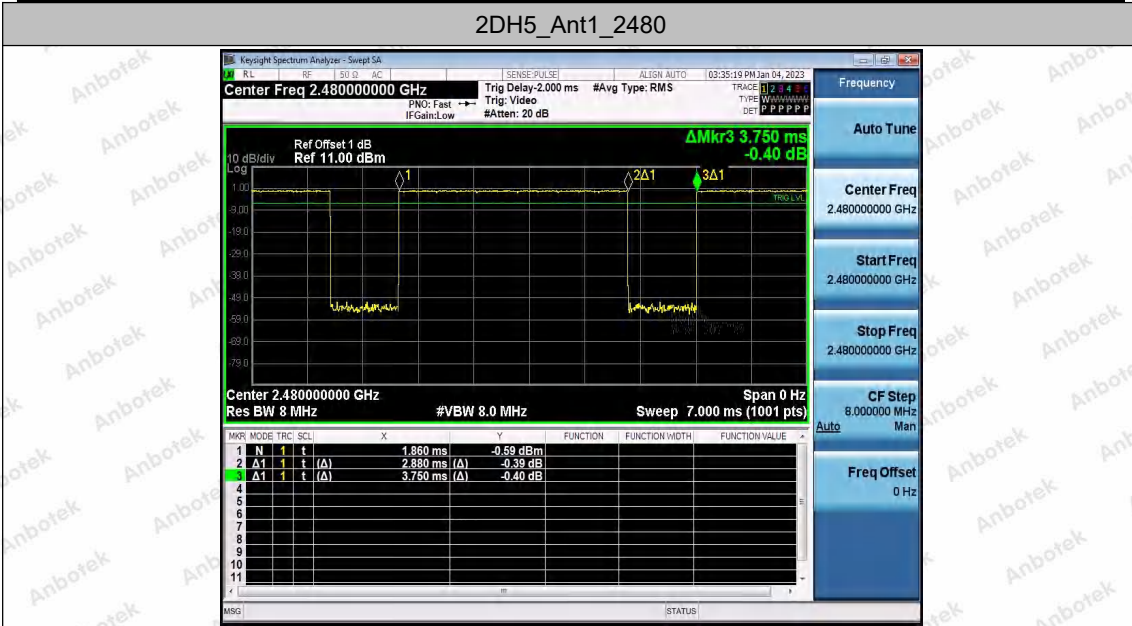 2DH5_Ant1_2480
Keysight Spectrum Analyzer - Swept SA
RL RF 50 Ω AC SENSE:PULSE ALIGN AUTO 03:35:19 PM Jan 04, 2023
Center Freq 2.480000000 GHz
PNO: Fast
IFGain:Low
Trig Delay-2.000 ms
Trig: Video
#Atten: 20 dB
#Avg Type: RMS
TRACE 1 2 3 4 5 6
TYPE WWWWWW
DET P P P P P P
ΔMkr3 3.750 ms
-0.40 dB
Ref Offset 1 dB
10 dB/div Ref 11.00 dBm
Log
1
2Δ1
3Δ1
TRIG LVL
1.00
-9.00
-19.0
-29.0
-39.0
-49.0
-59.0
-69.0
-79.0
Center 2.480000000 GHz Span 0 Hz
Res BW 8 MHz #VBW 8.0 MHz Sweep 7.000 ms (1001 pts)
MKR MODE TRC SCL X Y FUNCTION FUNCTION WIDTH FUNCTION VALUE
1 N 1 t 1.860 ms -0.59 dBm
2 Δ1 1 t (Δ) 2.880 ms (Δ) -0.39 dB
3 Δ1 1 t (Δ) 3.750 ms (Δ) -0.40 dB
4
5
6
7
8
9
10
11
MSG STATUS
Frequency
Auto Tune
Center Freq
2.480000000 GHz
Start Freq
2.480000000 GHz
Stop Freq
2.480000000 GHz
CF Step
8.000000 MHz
Auto Man
Freq Offset
0 Hz
Anbotek